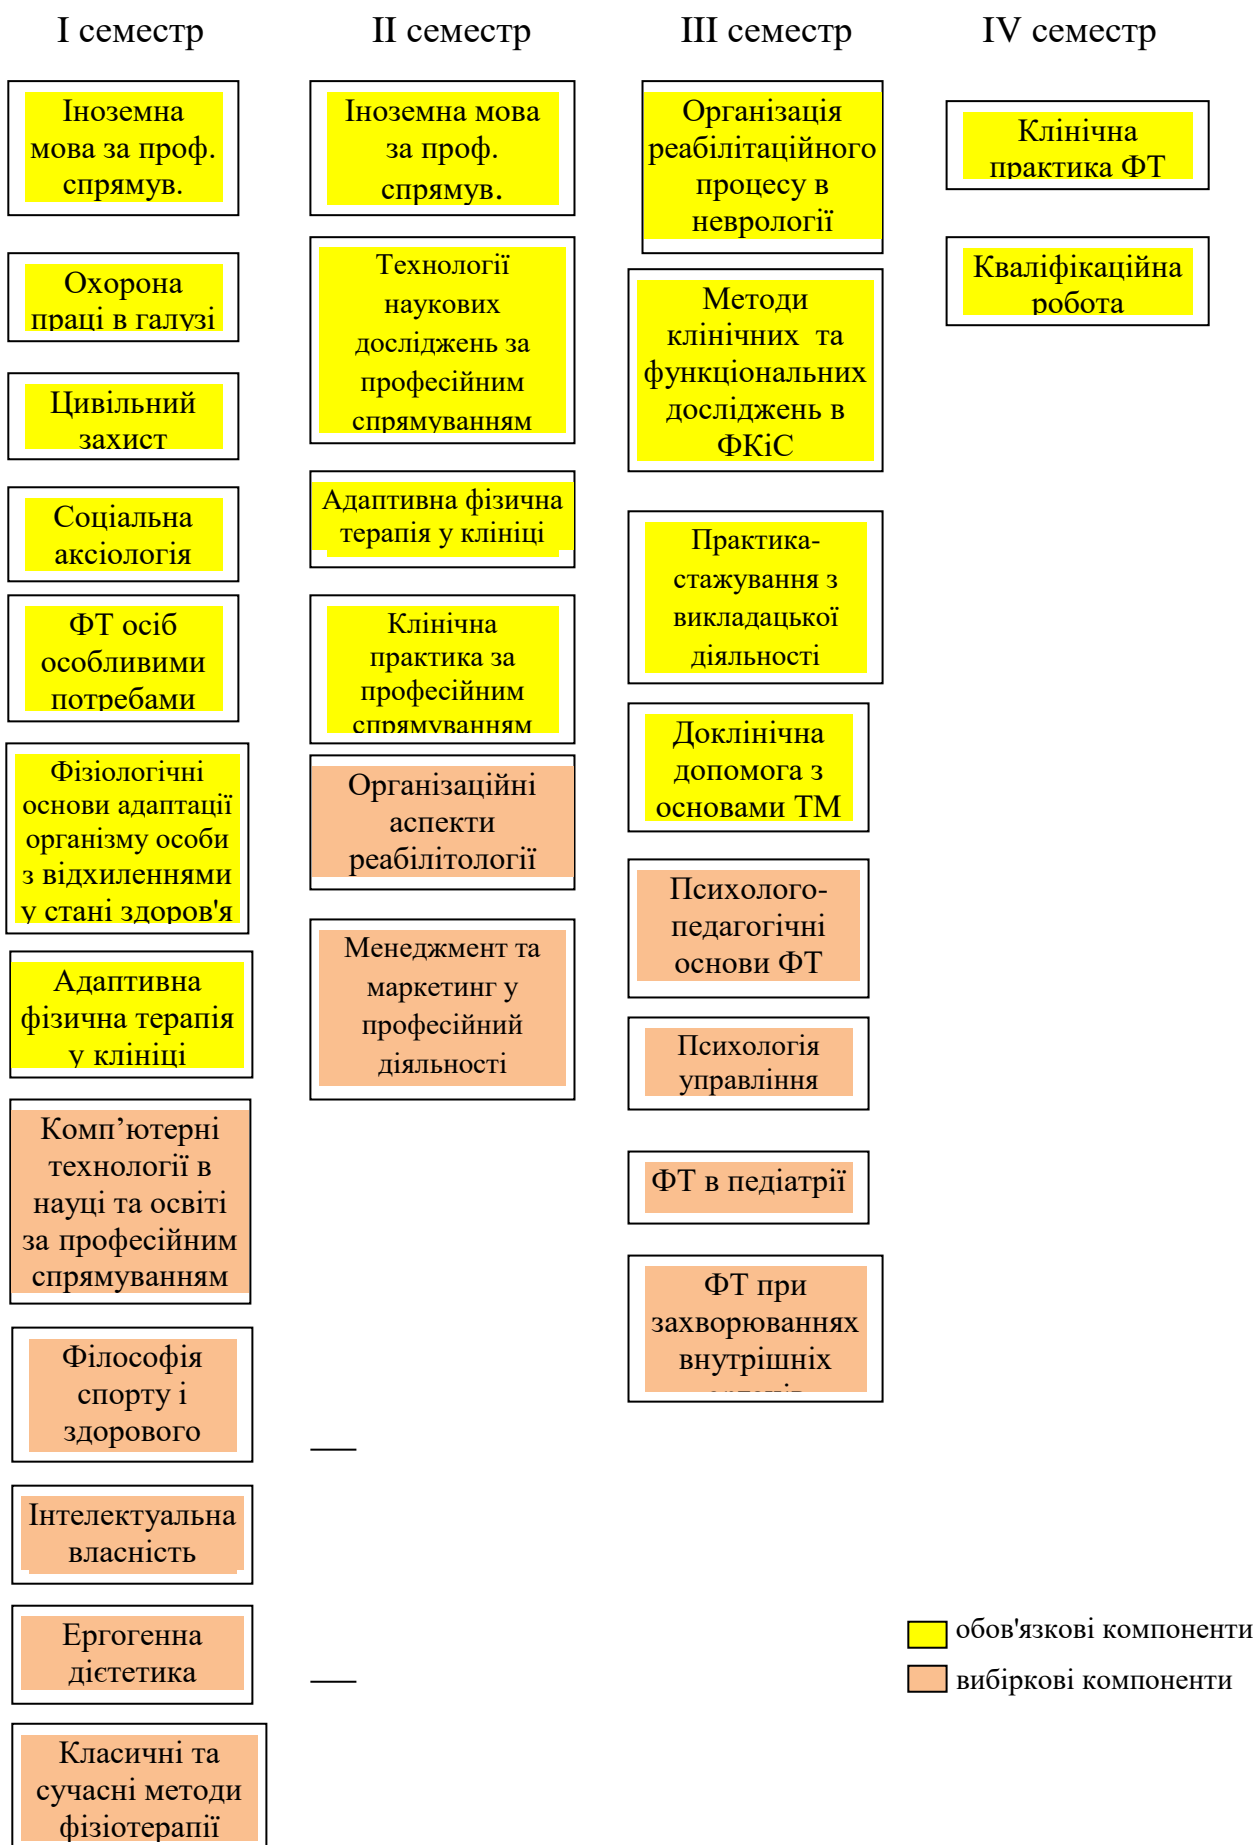 I семестр
Іноземна
мова за проф.
спрямув.
Охорона
праці в галузі
Цивільний
захист
Соціальна
аксіологія
ФТ осіб
особливими
потребами
Фізіологічні
основи адаптації
організму особи
з відхиленнями
у стані здоров'я
Адаптивна
фізична терапія
у клініці
Комп’ютерні
технології в
науці та освіті
за професійним
спрямуванням
Філософія
спорту і
здорового
Інтелектуальна
власність
Ергогенна
дієтетика
Класичні та
сучасні методи
фізіотерапії
II семестр
Іноземна мова
за проф.
спрямув.
Технології
наукових
досліджень за
професійним
спрямуванням
Адаптивна фізична
терапія у клініці
Клінічна
практика за
професійним
спрямуванням
Організаційні
аспекти
реабілітології
Менеджмент та
маркетинг у
професійний
діяльності
III семестр
Організація
реабілітаційного
процесу в
неврології
Методи
клінічних та
функціональних
досліджень в
ФКіС
Практика-
стажування з
викладацької
діяльності
Доклінічна
допомога з
основами ТМ
Психолого-
педагогічні
основи ФТ
Психологія
управління
ФТ в педіатрії
ФТ при
захворюваннях
внутрішніх
IV семестр
Клінічна
практика ФТ
Кваліфікаційна
робота
обов'язкові компоненти
вибіркові компоненти